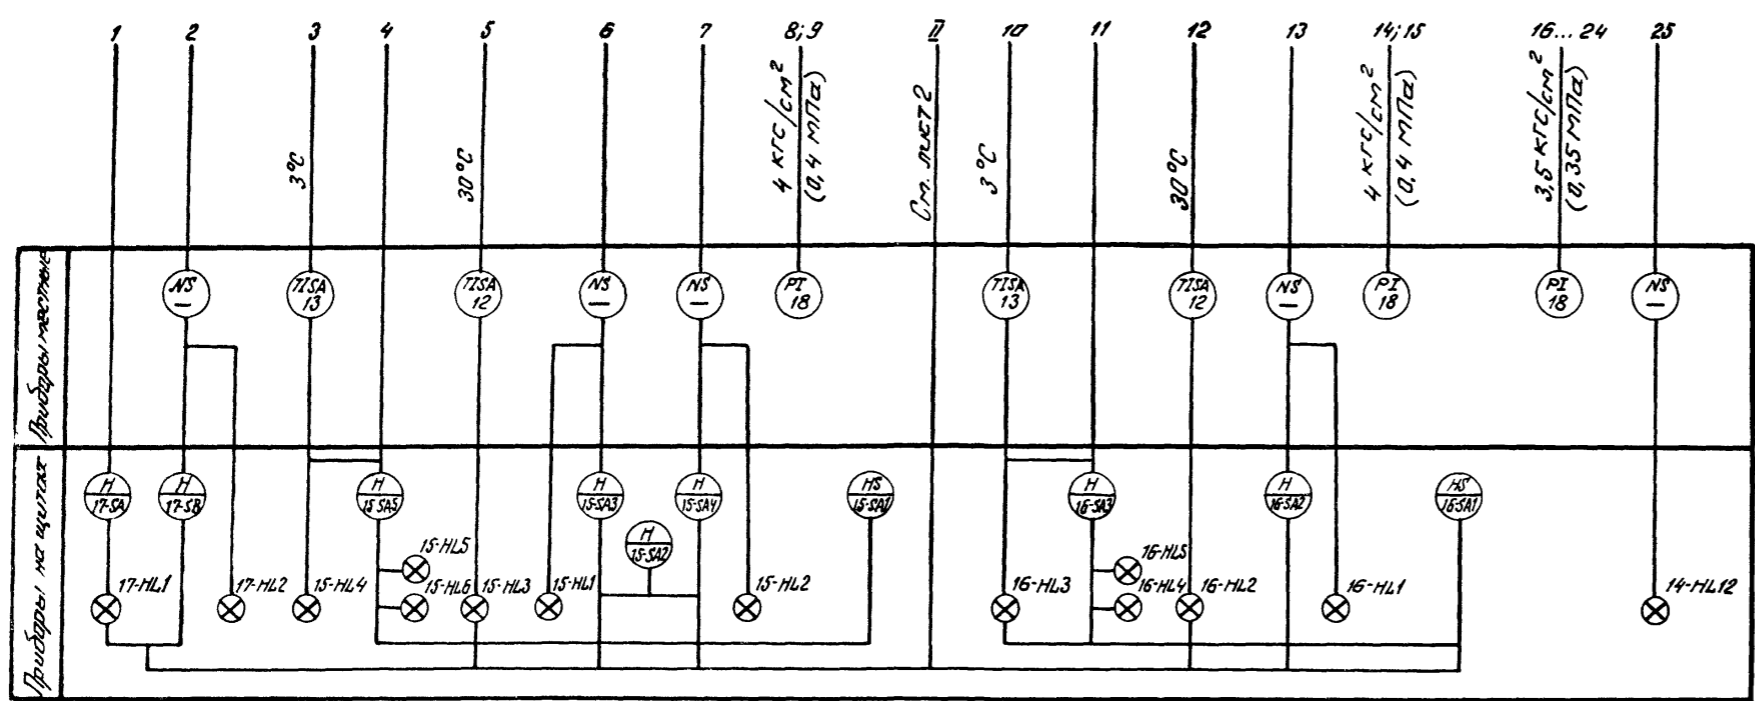 1 2 3 4 5 6 7 8; 9 II 10 11 12 13 14; 15 16... 24 25
3°C
30°C
4 кгс/см²
(0,4 МПа)
См. лист 2
3°C
30°C
4 кгс/см²
(0,4 МПа)
3,5 кгс/см²
(0,35 МПа)
Приборы местные
NS
—
TISA
13
TISA
12
NS
—
NS
—
PI
18
TISA
13
TISA
12
NS
—
PI
18
PI
18
NS
—
Приборы на щитах
H
17-SA
H
17-SB
H
15-SA5
H
15-SA3
H
15-SA4
HS
15-SA1
H
16-SA3
H
16-SA2
HS
16-SA1
H
15-SA2
15-HL5
16-HL5
17-HL1 17-HL2 15-HL4 15-HL6 15-HL3 15-HL1 15-HL2 16-HL3 16-HL4 16-HL2 16-HL1 14-HL12